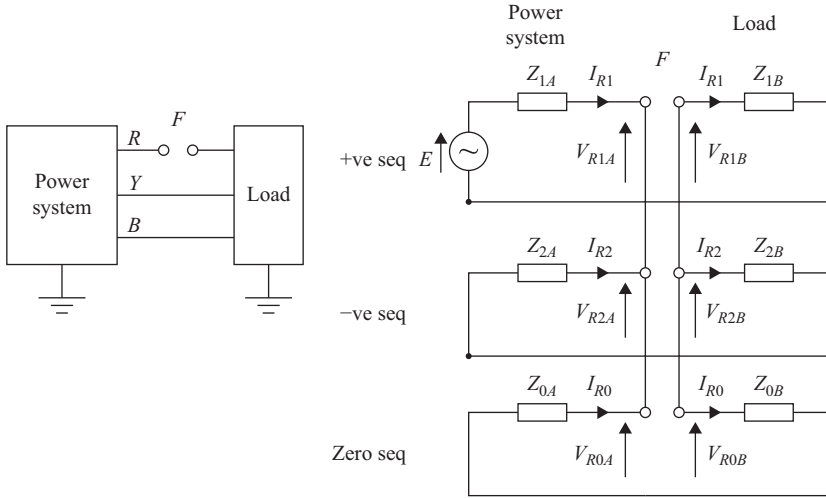 Power
system
R
F
Y
B
Load
Power
system
Load
F
Z1A
IR1
IR1
Z1B
+ve seq
E
VR1A
VR1B
Z2A
IR2
IR2
Z2B
−ve seq
VR2A
VR2B
Z0A
IR0
IR0
Z0B
Zero seq
VR0A
VR0B